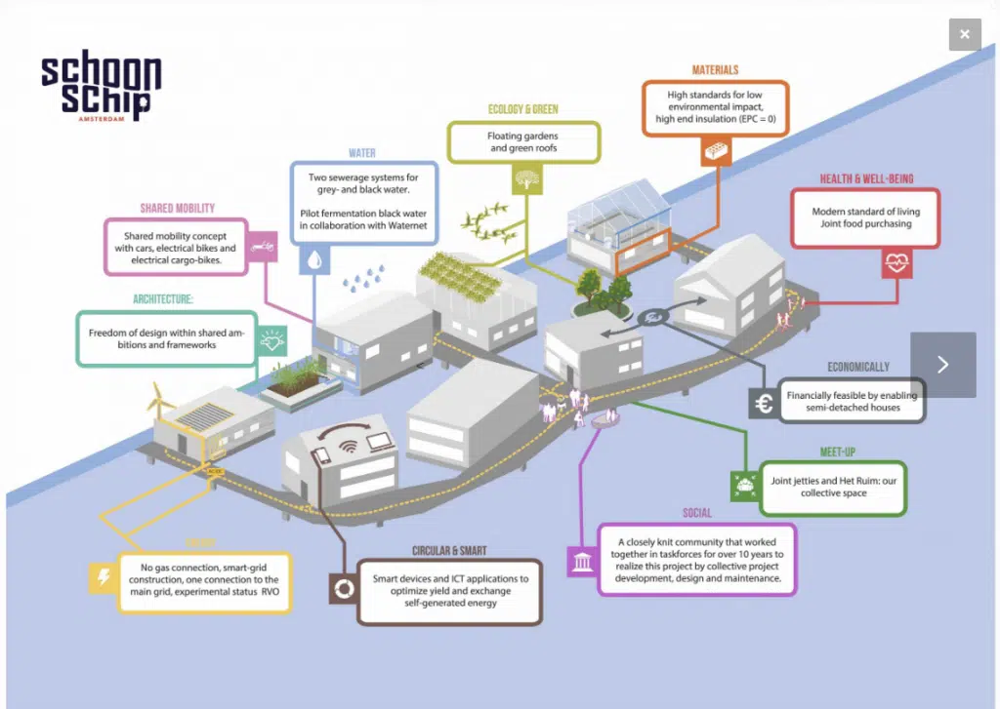 schoon
schip
AMSTERDAM
MATERIALS
High standards for low
environmental impact,
high end insulation (EPC = 0)
ECOLOGY & GREEN
Floating gardens
and green roofs
WATER
Two sewerage systems for
grey- and black water.
Pilot fermentation black water
in collaboration with Waternet
HEALTH & WELL-BEING
Modern standard of living
Joint food purchasing
SHARED MOBILITY
Shared mobility concept
with cars, electrical bikes and
electrical cargo-bikes.
ARCHITECTURE:
Freedom of design within shared am-
bitions and frameworks
ECONOMICALLY
€
Financially feasible by enabling
semi-detached houses
MEET-UP
Joint jetties and Het Ruim: our
collective space
SOCIAL
A closely knit community that worked
together in taskforces for over 10 years to
realize this project by collective project
development, design and maintenance.
CIRCULAR & SMART
Smart devices and ICT applications to
optimize yield and exchange
self-generated energy
No gas connection, smart-grid
construction, one connection to the
main grid, experimental status RVO